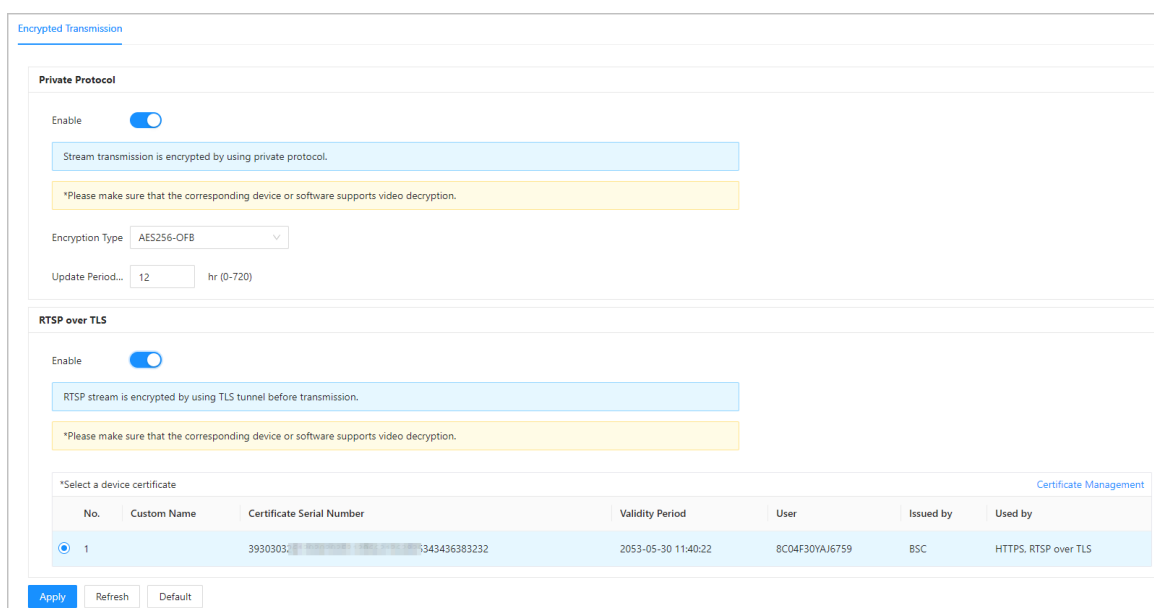 Encrypted Transmission
Private Protocol
Enable
Stream transmission is encrypted by using private protocol.
*Please make sure that the corresponding device or software supports video decryption.
Encryption Type AES256-OFB
Update Period... 12 hr (0-720)
RTSP over TLS
Enable
RTSP stream is encrypted by using TLS tunnel before transmission.
*Please make sure that the corresponding device or software supports video decryption.
*Select a device certificate Certificate Management
No. Custom Name Certificate Serial Number Validity Period User Issued by Used by
1 2053-05-30 11:40:22 8C04F30YAJ6759 BSC HTTPS, RTSP over TLS
Apply Refresh Default